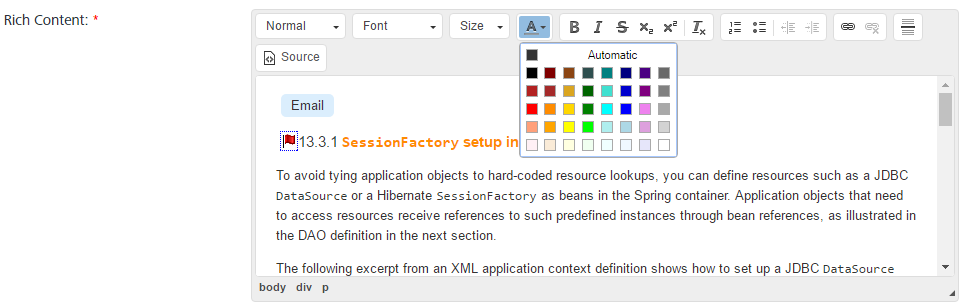 Rich Content: *
Normal Font Size A B I S x₂ x² Tx
Source
Automatic
Email
13.3.1 SessionFactory setup in
To avoid tying application objects to hard-coded resource lookups, you can define resources such as a JDBC
DataSource or a Hibernate SessionFactory as beans in the Spring container. Application objects that need
to access resources receive references to such predefined instances through bean references, as illustrated in
the DAO definition in the next section.
The following excerpt from an XML application context definition shows how to set up a JDBC DataSource
body div p